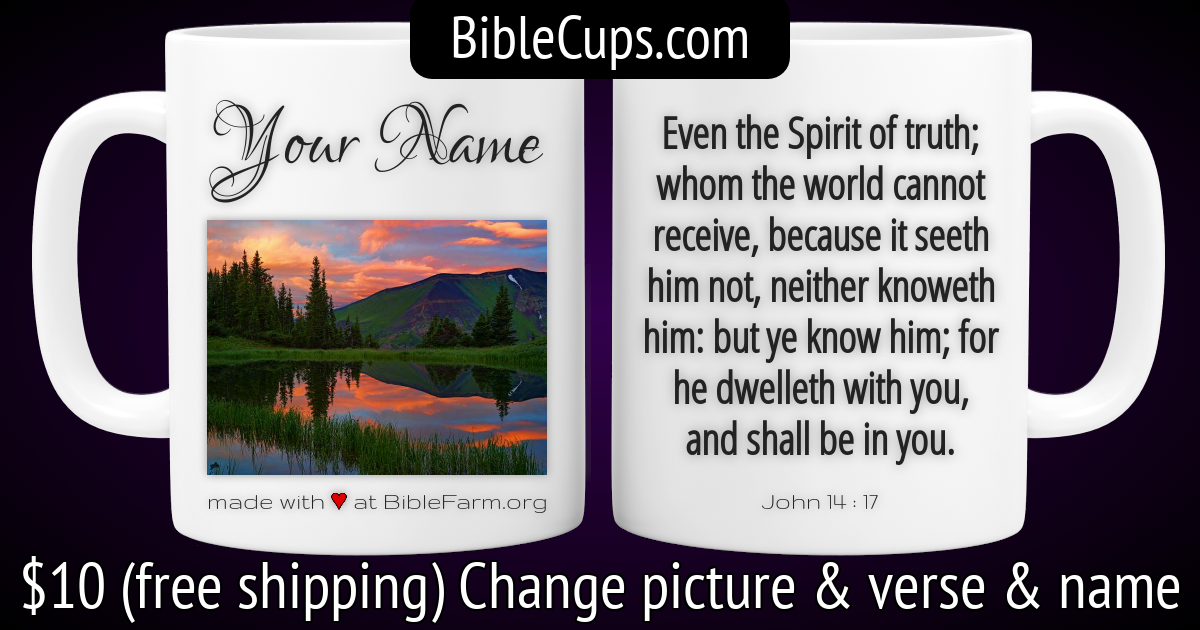 BibleCups.com
Your Name
made with ♥ at BibleFarm.org
Even the Spirit of truth;
whom the world cannot
receive, because it seeth
him not, neither knoweth
him: but ye know him; for
he dwelleth with you,
and shall be in you.
John 14 : 17
$10 (free shipping) Change picture & verse & name